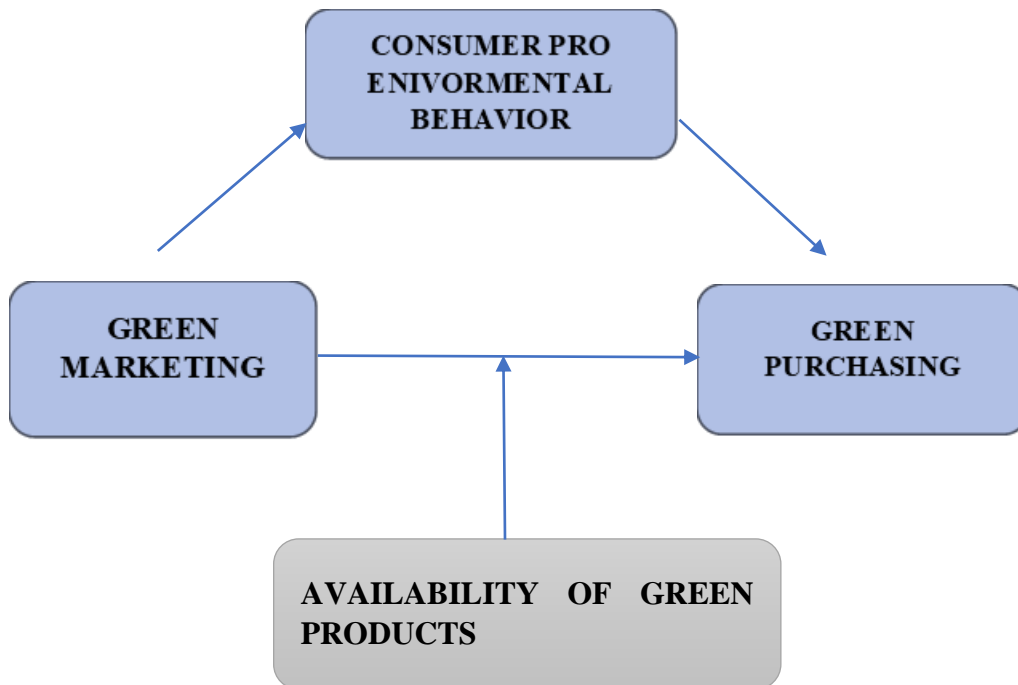 CONSUMER PRO
ENIVORMENTAL
BEHAVIOR
GREEN
MARKETING
GREEN
PURCHASING
AVAILABILITY OF GREEN
PRODUCTS